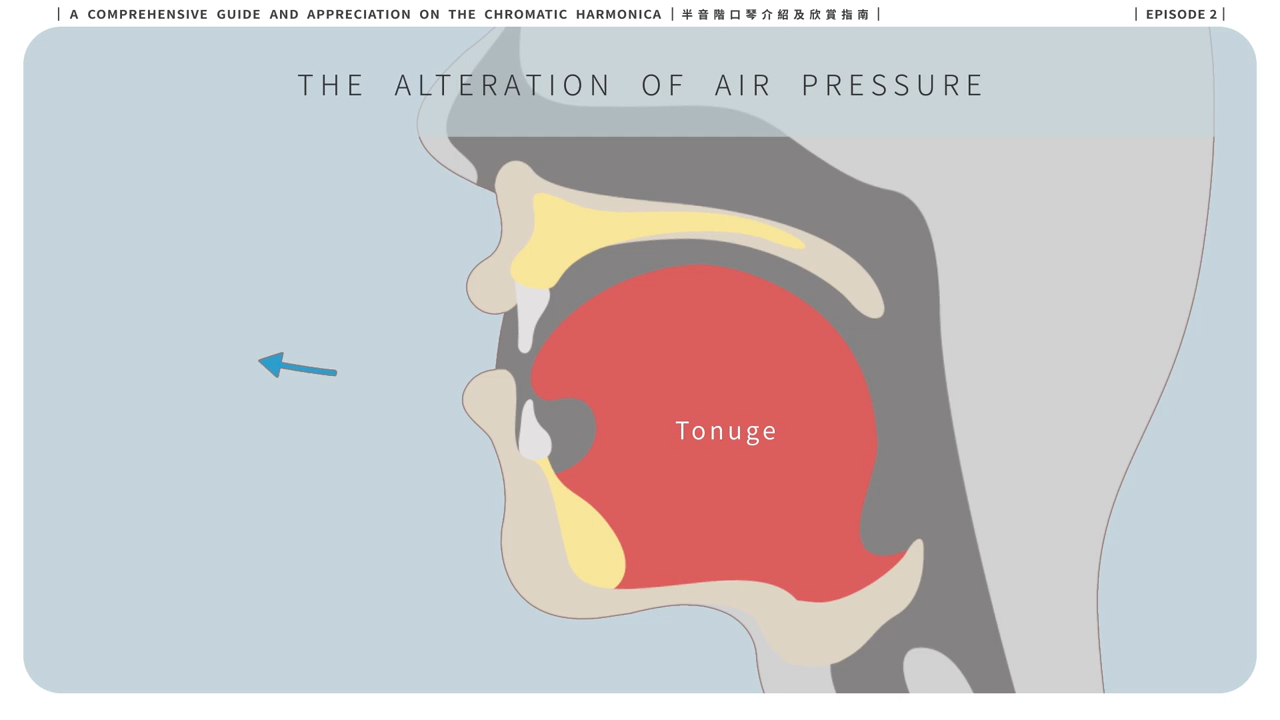 | A COMPREHENSIVE GUIDE AND APPRECIATION ON THE CHROMATIC HARMONICA | 半音階口琴介紹及欣賞指南 |
| EPISODE 2 |
THE ALTERATION OF AIR PRESSURE
Tonuge